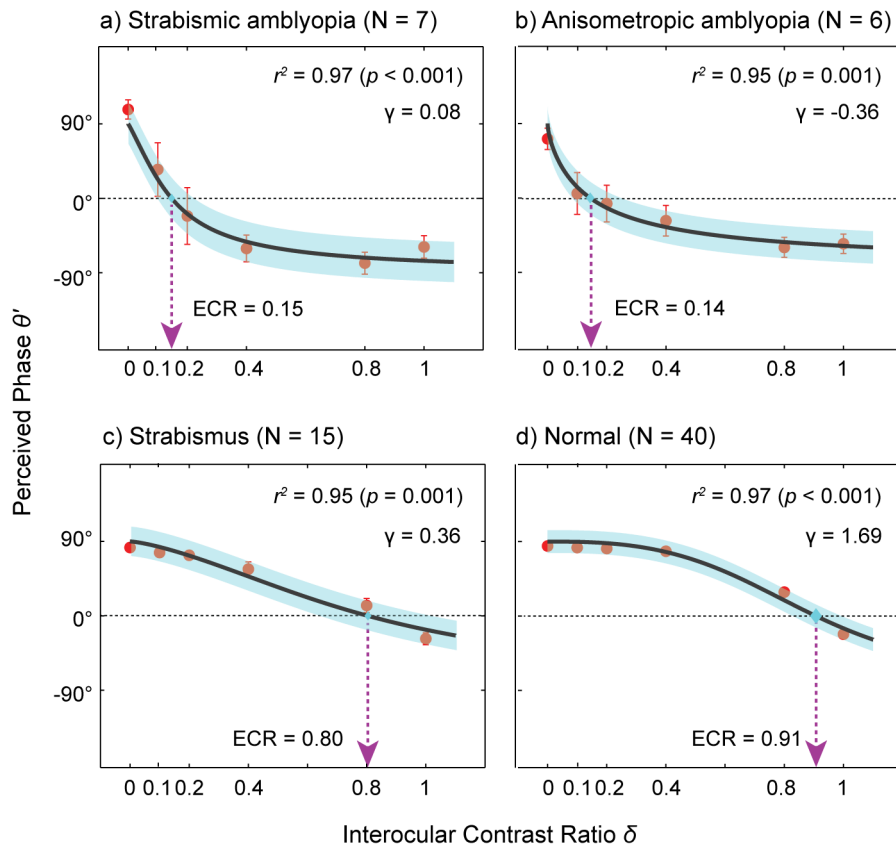 a) Strabismic amblyopia (N = 7)
r² = 0.97 (p < 0.001)
γ = 0.08
90°
0°
-90°
ECR = 0.15
0 0.1 0.2 0.4 0.8 1
b) Anisometropic amblyopia (N = 6)
r² = 0.95 (p = 0.001)
γ = -0.36
ECR = 0.14
0 0.1 0.2 0.4 0.8 1
Perceived Phase θ′
c) Strabismus (N = 15)
r² = 0.95 (p = 0.001)
γ = 0.36
90°
0°
-90°
ECR = 0.80
0 0.1 0.2 0.4 0.8 1
d) Normal (N = 40)
r² = 0.97 (p < 0.001)
γ = 1.69
ECR = 0.91
0 0.1 0.2 0.4 0.8 1
Interocular Contrast Ratio δ